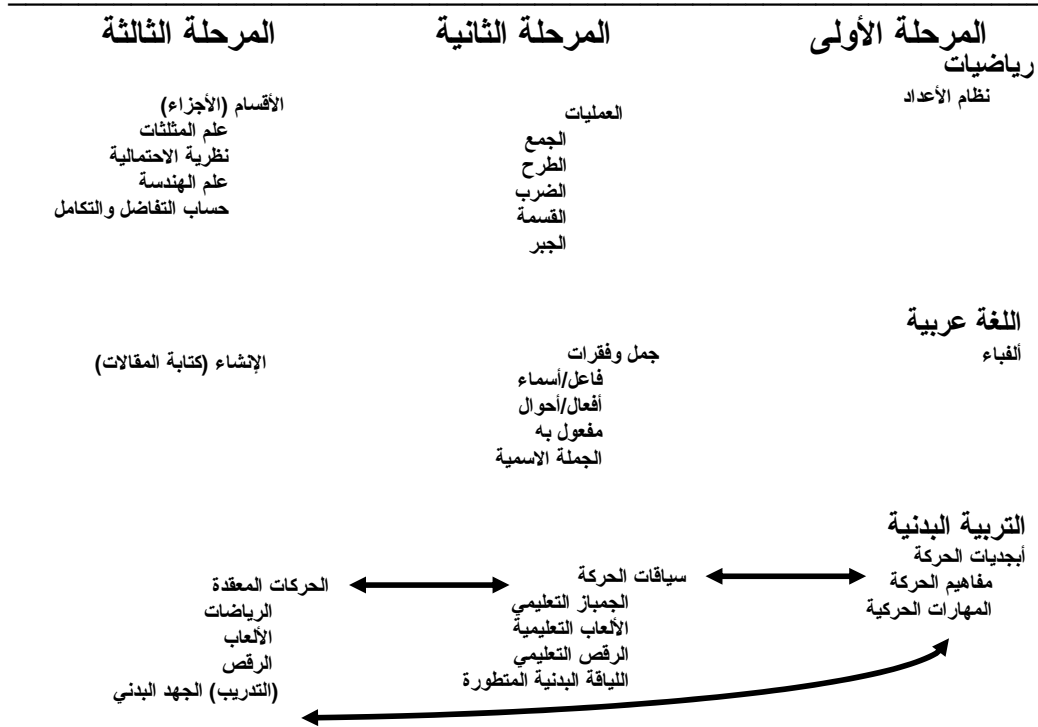 المرحلة الأولى
المرحلة الثانية
المرحلة الثالثة
رياضيات
نظام الأعداد
العمليات
الجمع
الطرح
الضرب
القسمة
الجبر
الأقسام (الأجزاء)
علم المثلثات
نظرية الاحتمالية
علم الهندسة
حساب التفاضل والتكامل
اللغة عربية
ألفباء
جمل وفقرات
فاعل/أسماء
أفعال/أحوال
مفعول به
الجملة الاسمية
الإنشاء (كتابة المقالات)
التربية البدنية
أبجديات الحركة
مفاهيم الحركة
المهارات الحركية
سياقات الحركة
الجمباز التعليمي
الألعاب التعليمية
الرقص التعليمي
اللياقة البدنية المتطورة
الحركات المعقدة
الرياضات
الألعاب
الرقص
(التدريب) الجهد البدني